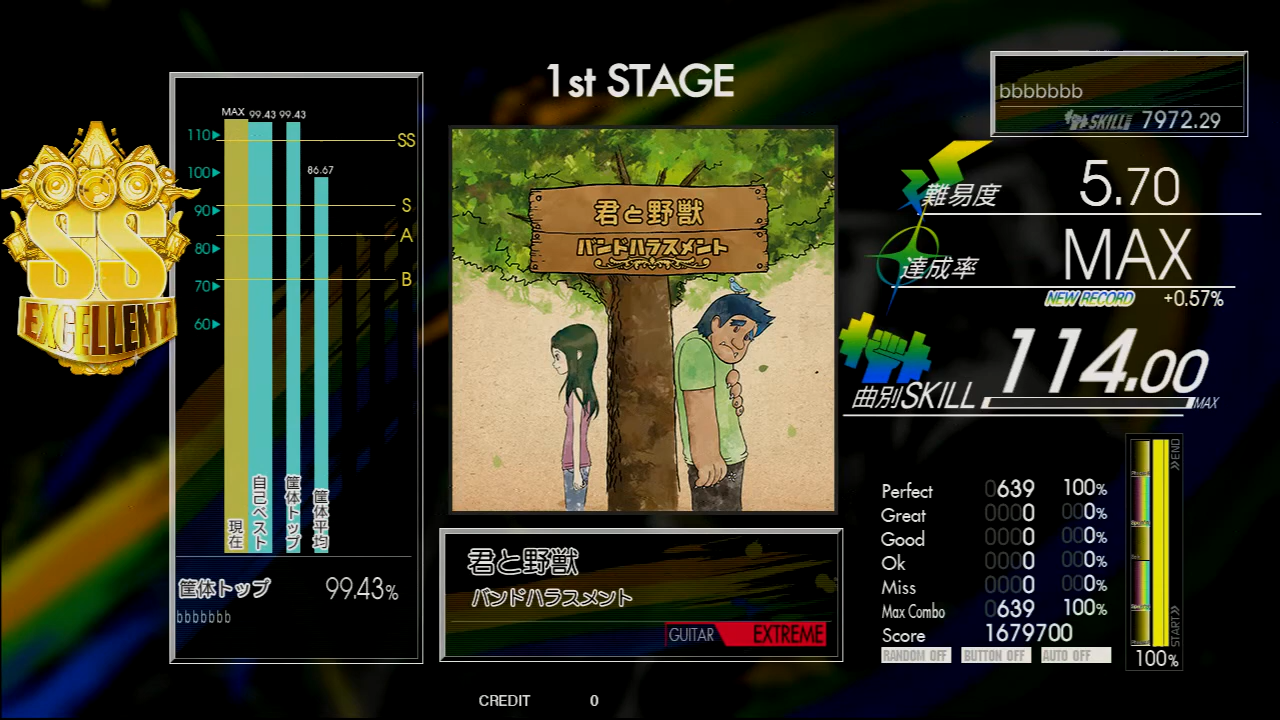 1st STAGE
bbbbbbb
SKILL 7972.29
SS
EXCELLENT
MAX 99.43 99.43
86.67
110
100
90
80
70
60
SS
S
A
B
現在
自己ベスト
筐体トップ
筐体平均
筐体トップ 99.43%
bbbbbbb
君と野獣
バンドハラスメント
君と野獣
バンドハラスメント
GUITAR EXTREME
難易度 5.70
達成率 MAX
NEW RECORD +0.57%
曲別SKILL 114.00
MAX
Perfect 0639 100%
Great 0000 000%
Good 0000 000%
Ok 0000 000%
Miss 0000 000%
Max Combo 0639 100%
Score 1679700
RANDOM OFF BUTTON OFF AUTO OFF
END
START
100%
CREDIT 0